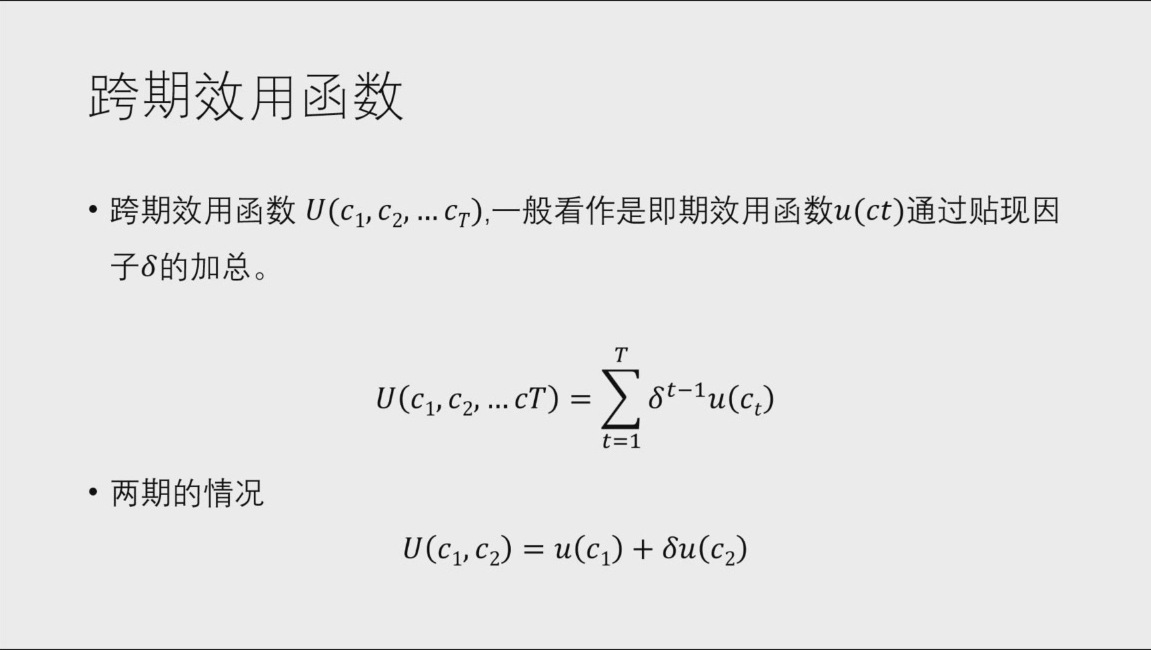 跨期效用函数
• 跨期效用函数 U(c₁, c₂, … c_T),一般看作是即期效用函数u(ct)通过贴现因
子δ的加总。
U(c₁, c₂, … cT) = ∑_{t=1}^{T} δ^{t−1}u(c_t)
• 两期的情况
U(c₁, c₂) = u(c₁) + δu(c₂)